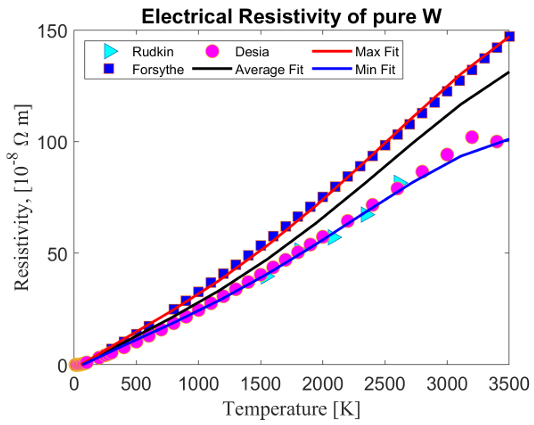 Electrical Resistivity of pure W
150
Rudkin Desia Max Fit
Forsythe Average Fit Min Fit
100
50
0
Resistivity, [10⁻⁸ Ω m]
0 500 1000 1500 2000 2500 3000 3500
Temperature [K]